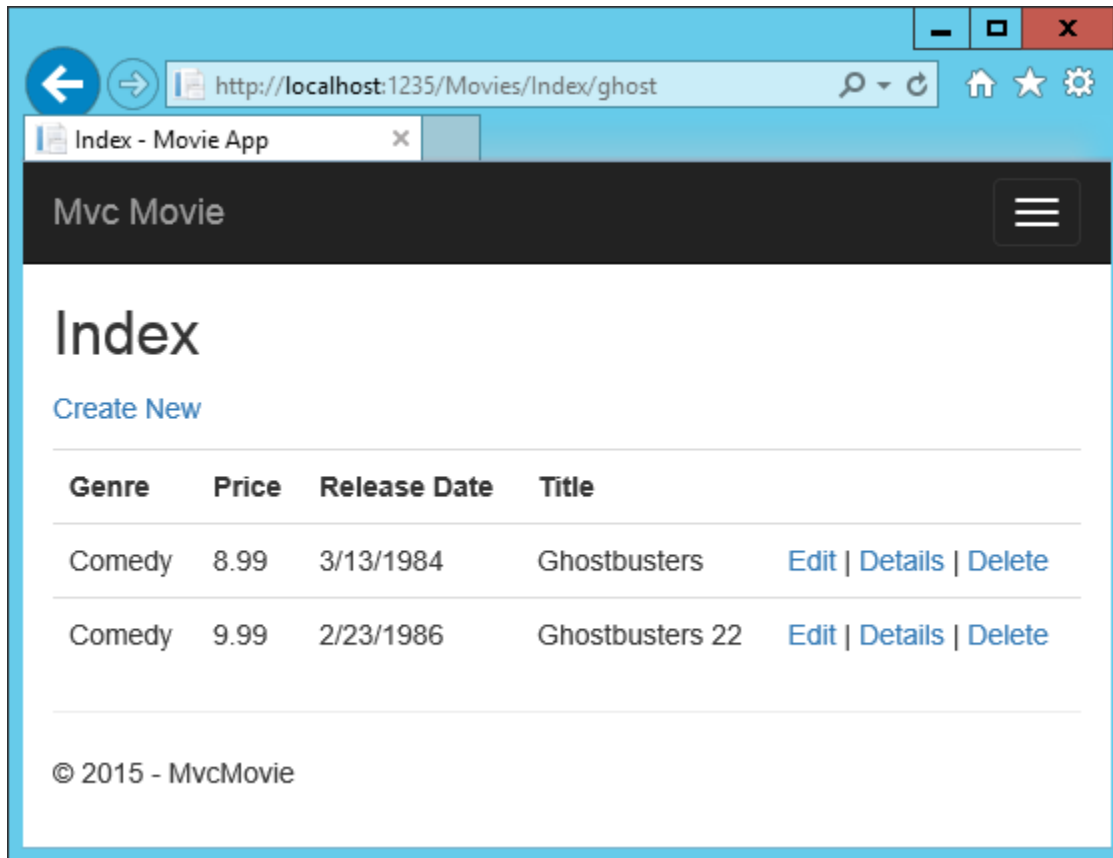 http://localhost:1235/Movies/Index/ghost
Index - Movie App
Mvc Movie
Index
Create New
Genre Price Release Date Title
Comedy 8.99 3/13/1984 Ghostbusters Edit | Details | Delete
Comedy 9.99 2/23/1986 Ghostbusters 22 Edit | Details | Delete
© 2015 - MvcMovie